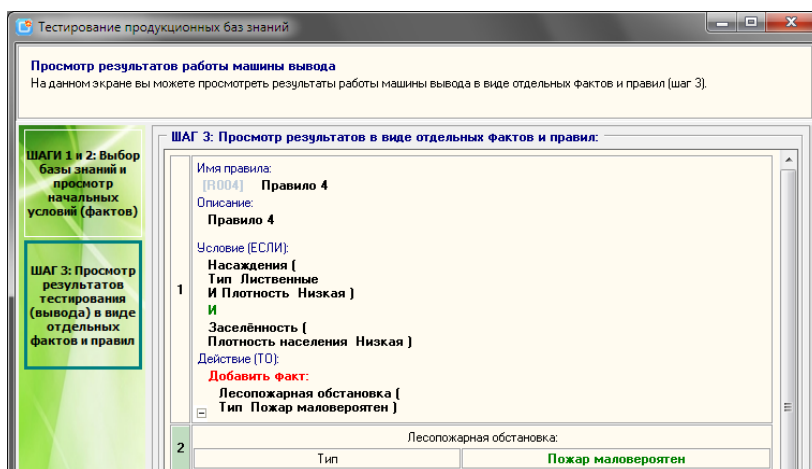 Тестирование продукционных баз знаний
Просмотр результатов работы машины вывода
На данном экране вы можете просмотреть результаты работы машины вывода в виде отдельных фактов и правил (шаг 3).
ШАГИ 1 и 2: Выбор
базы знаний и
просмотр
начальных
условий (фактов)
ШАГ 3: Просмотр
результатов
тестирования
(вывода) в виде
отдельных
фактов и правил
ШАГ 3: Просмотр результатов в виде отдельных фактов и правил:
1
Имя правила:
[R004] Правило 4
Описание:
Правило 4
Условие (ЕСЛИ):
Насаждения (
Тип Лиственные
И Плотность Низкая )
И
Заселённость (
Плотность населения Низкая )
Действие (ТО):
Добавить факт:
Лесопожарная обстановка (
Тип Пожар маловероятен )
2
Лесопожарная обстановка:
Тип Пожар маловероятен